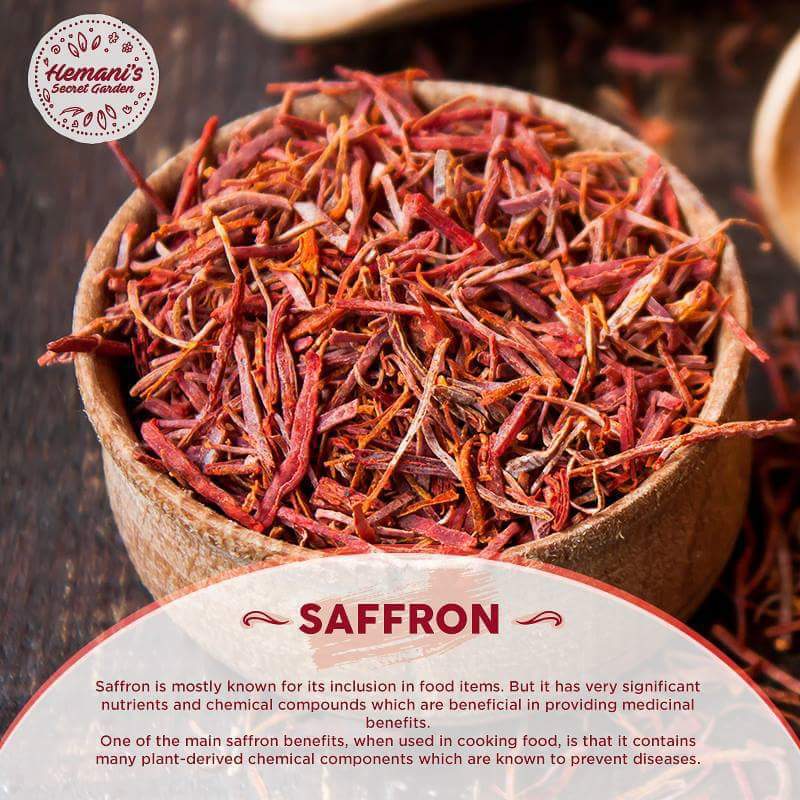 Hemani's
Secret Garden
SAFFRON
Saffron is mostly known for its inclusion in food items. But it has very significant
nutrients and chemical compounds which are beneficial in providing medicinal
benefits.
One of the main saffron benefits, when used in cooking food, is that it contains
many plant-derived chemical components which are known to prevent diseases.